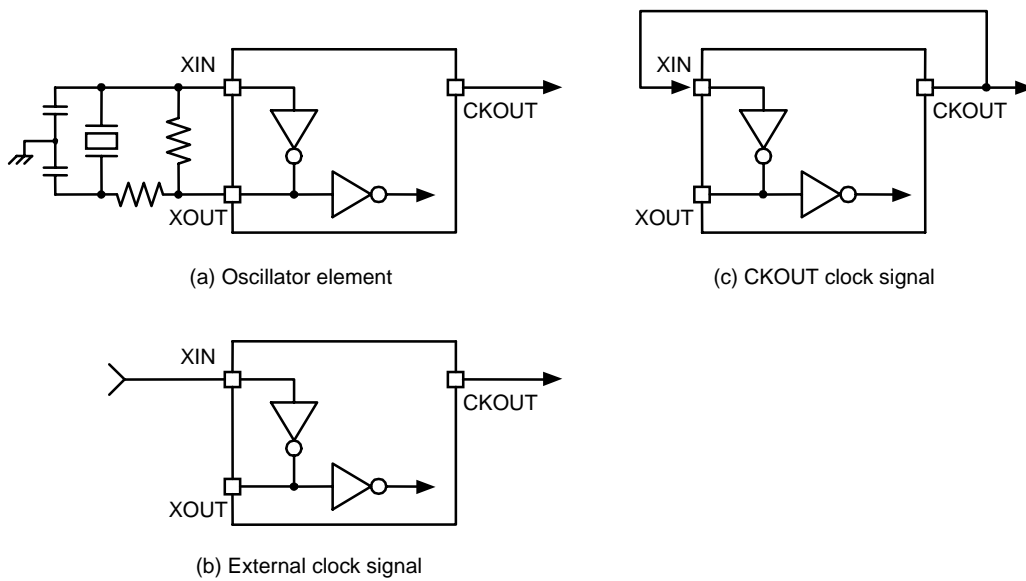 XIN
CKOUT
XOUT
(a) Oscillator element
XIN
CKOUT
XOUT
(c) CKOUT clock signal
XIN
CKOUT
XOUT
(b) External clock signal